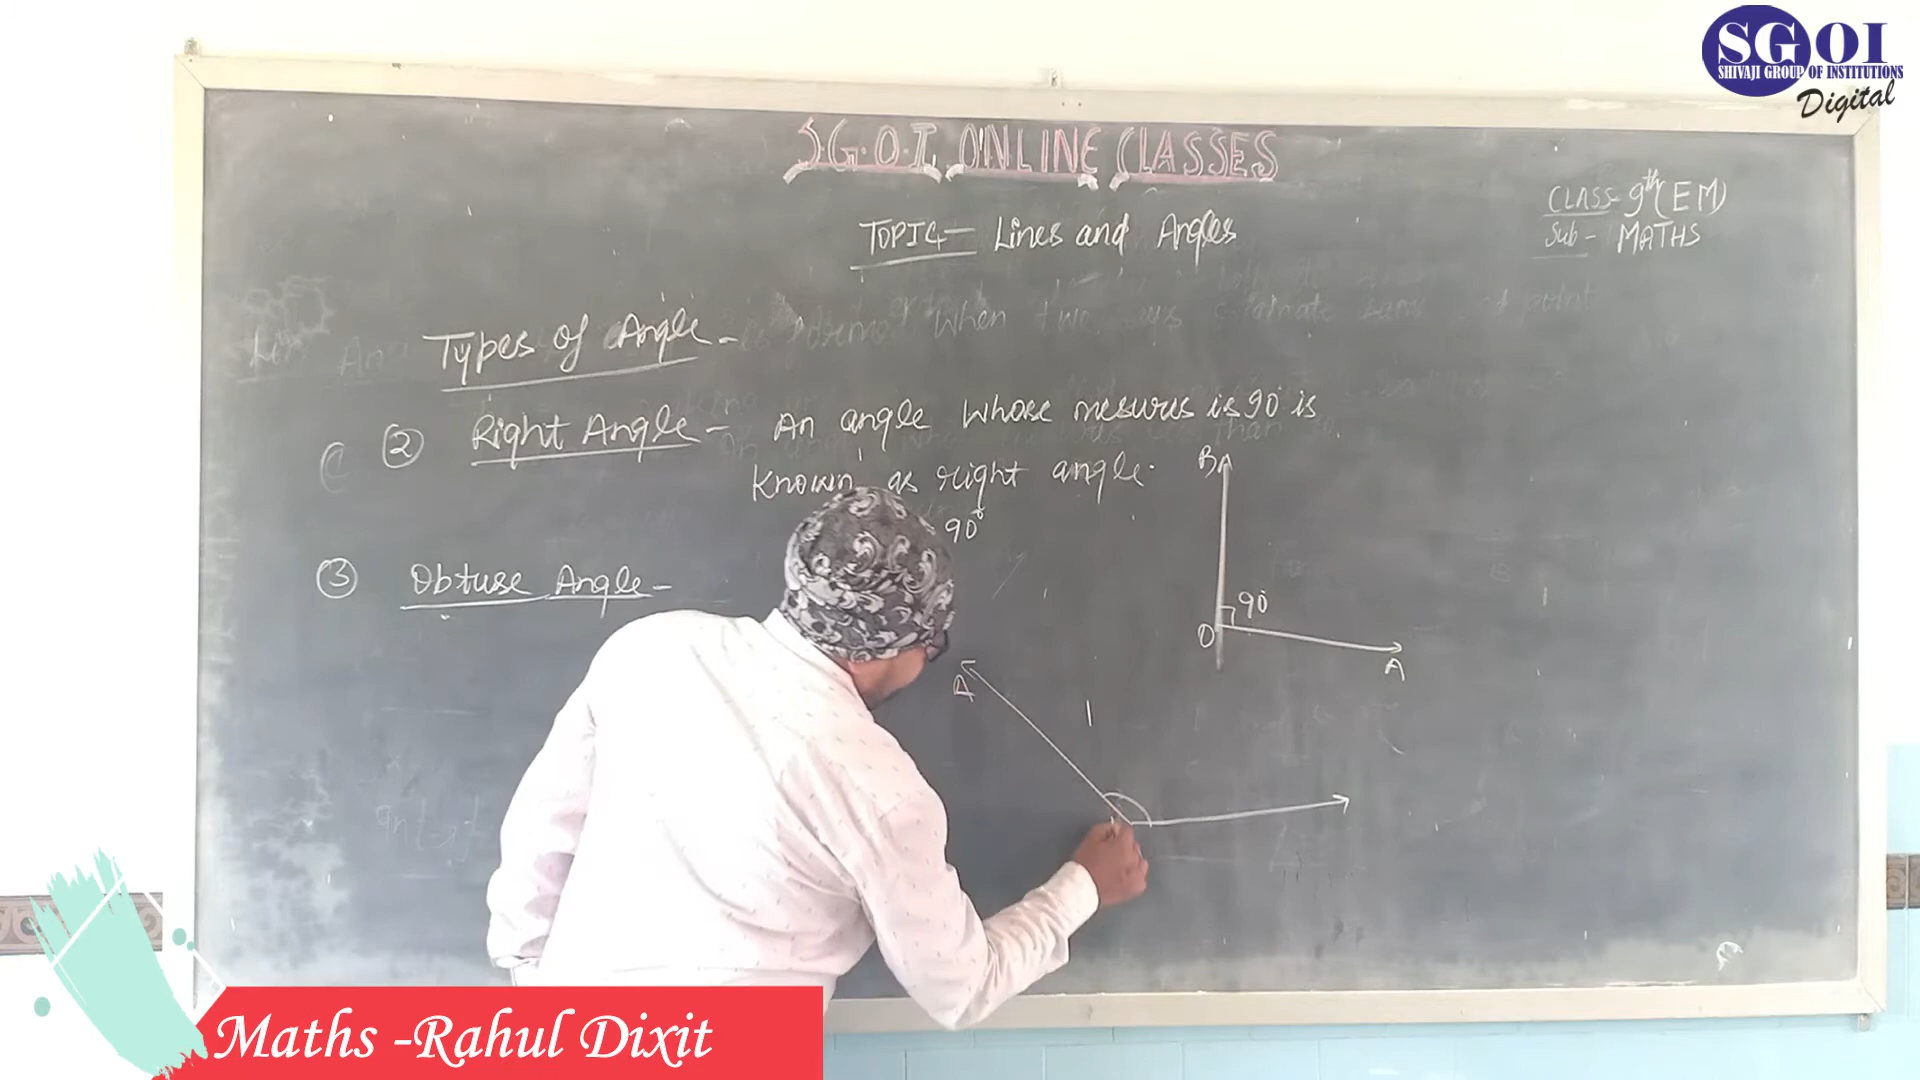 SGOI
SHIVAJI GROUP OF INSTITUTIONS
Digital
S.G.O.I. ONLINE CLASSES
CLASS- 9th (EM)
Sub - MATHS
TOPIC- Lines and Angles
Types of Angle -
② Right Angle - An angle whose mesures is 90° is
known as right angle.
90°
B
90°
O
A
③ Obtuse Angle -
A
Maths -Rahul Dixit